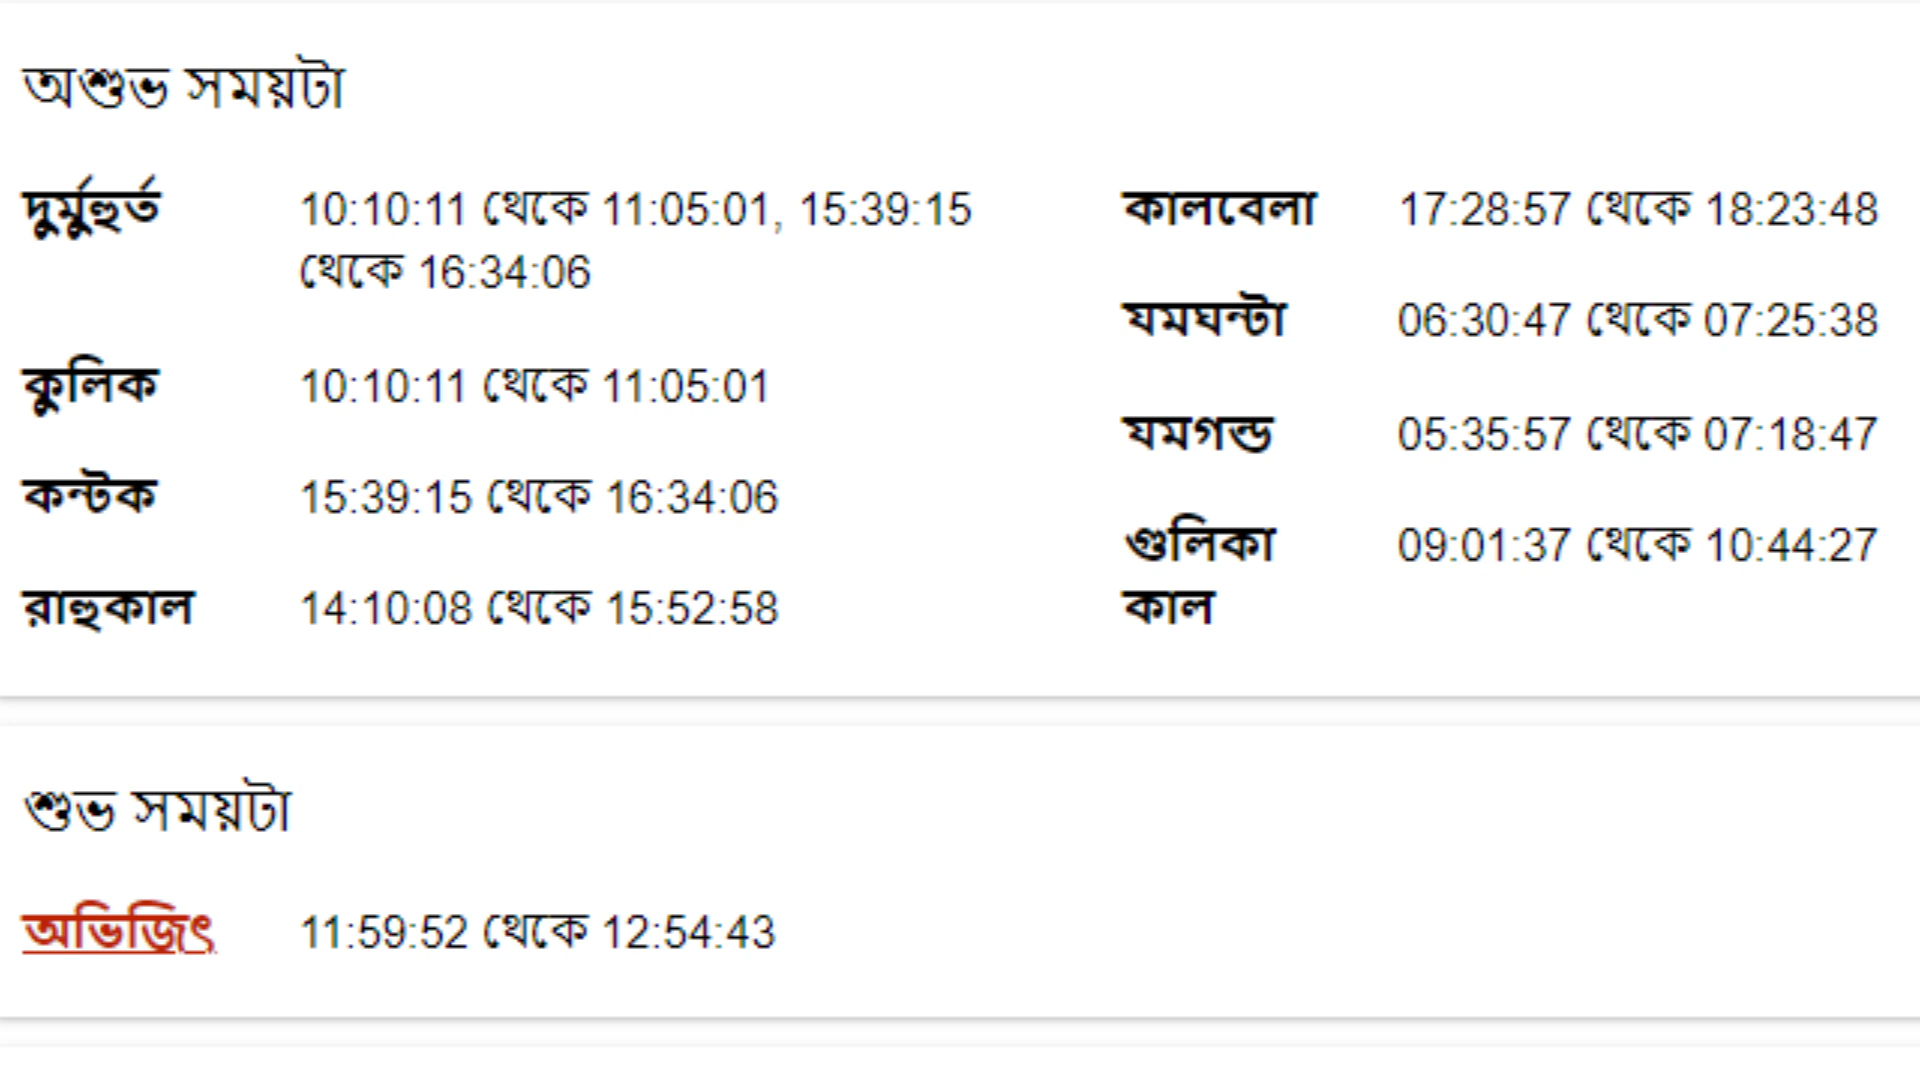 অশুভ সময়টা
দুর্মুহুর্ত 10:10:11 থেকে 11:05:01, 15:39:15
থেকে 16:34:06
কুলিক 10:10:11 থেকে 11:05:01
কন্টক 15:39:15 থেকে 16:34:06
রাহুকাল 14:10:08 থেকে 15:52:58
কালবেলা 17:28:57 থেকে 18:23:48
যমঘন্টা 06:30:47 থেকে 07:25:38
যমগন্ড 05:35:57 থেকে 07:18:47
গুলিকা 09:01:37 থেকে 10:44:27
কাল
শুভ সময়টা
অভিজিৎ 11:59:52 থেকে 12:54:43